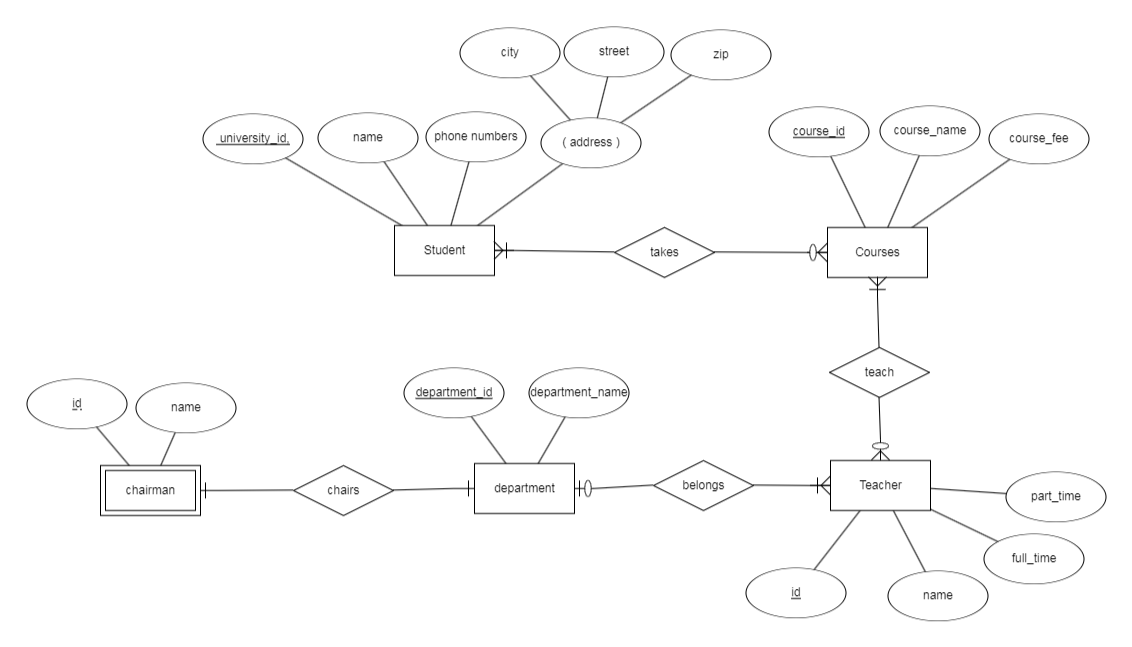 city
street
zip
university_id,
name
phone numbers
( address )
course_id
course_name
course_fee
Student
takes
Courses
teach
id
name
department_id
department_name
chairman
chairs
department
belongs
Teacher
part_time
full_time
id
name